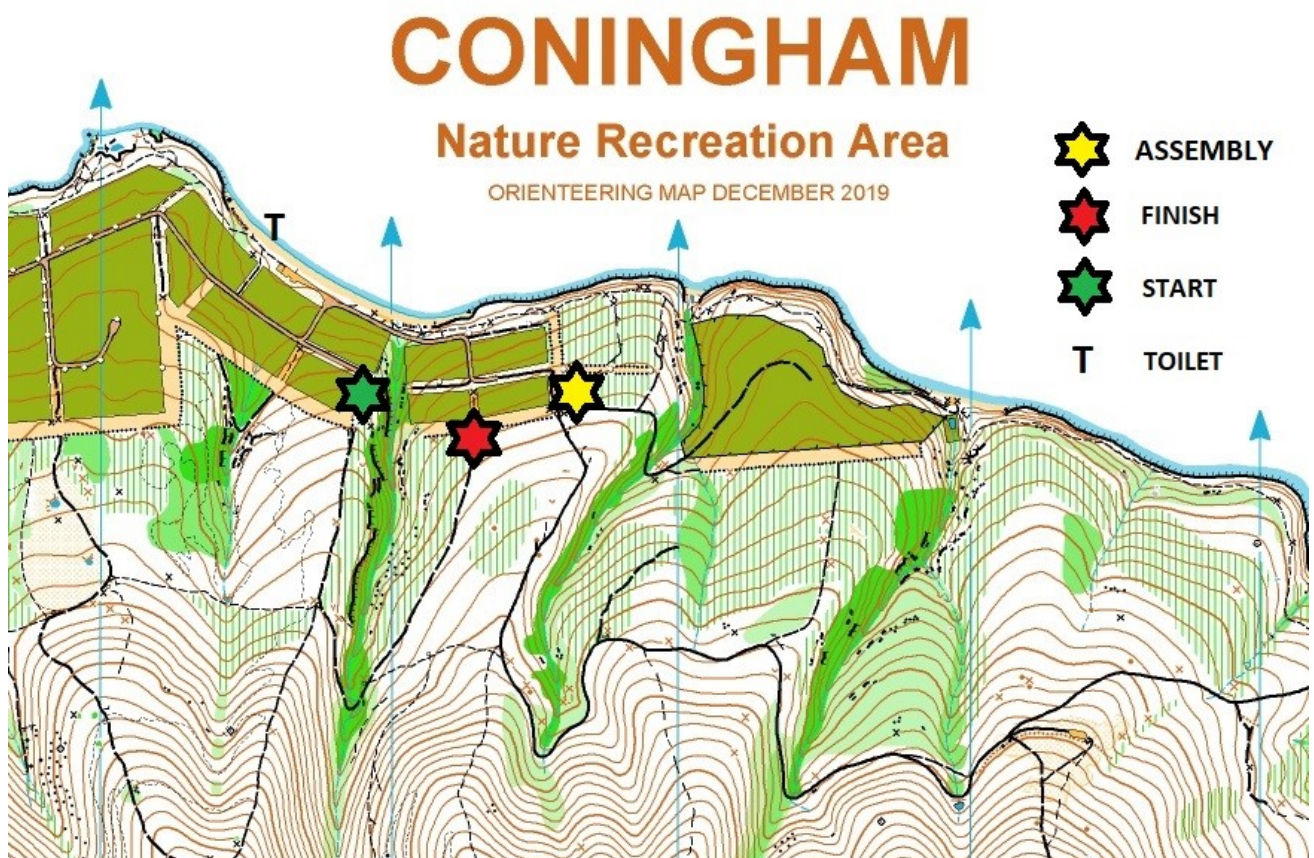 CONINGHAM
Nature Recreation Area
ORIENTEERING MAP DECEMBER 2019
ASSEMBLY
FINISH
START
T TOILET
T